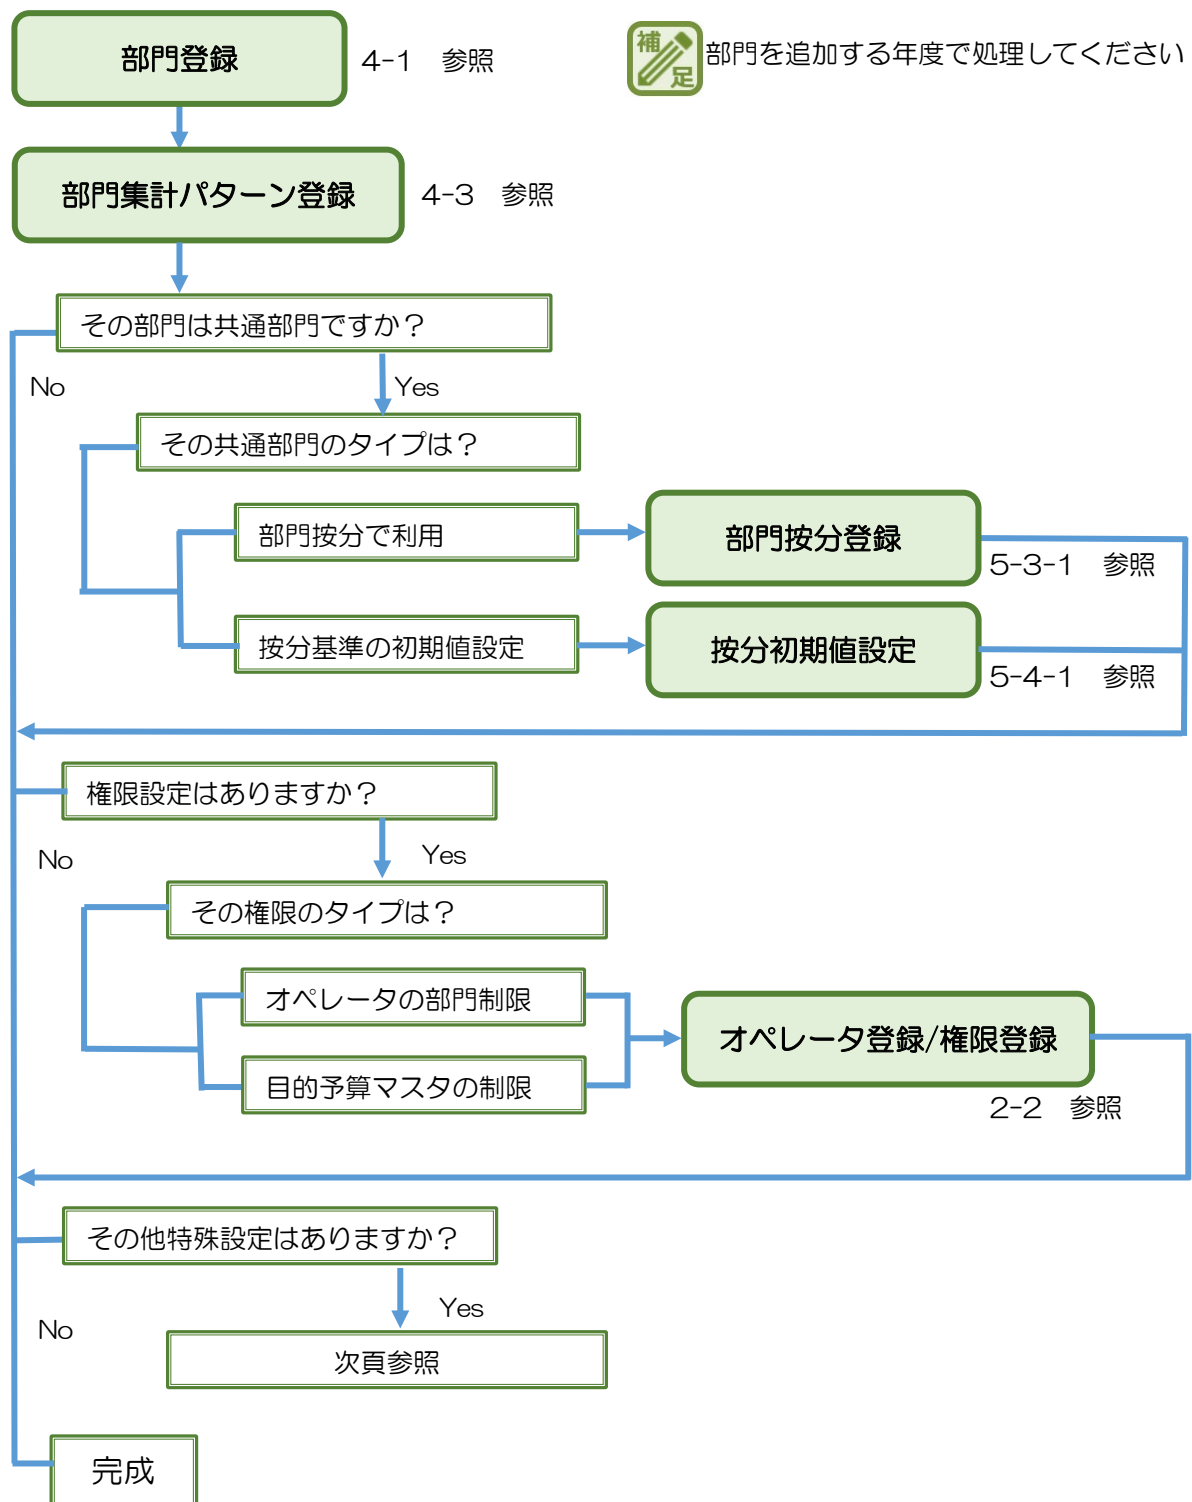 部門登録
4-1　参照
補足
部門を追加する年度で処理してください
部門集計パターン登録
4-3　参照
その部門は共通部門ですか？
No
Yes
その共通部門のタイプは？
部門按分で利用
部門按分登録
5-3-1　参照
按分基準の初期値設定
按分初期値設定
5-4-1　参照
権限設定はありますか？
No
Yes
その権限のタイプは？
オペレータの部門制限
オペレータ登録/権限登録
目的予算マスタの制限
2-2　参照
その他特殊設定はありますか？
Yes
No
次頁参照
完成